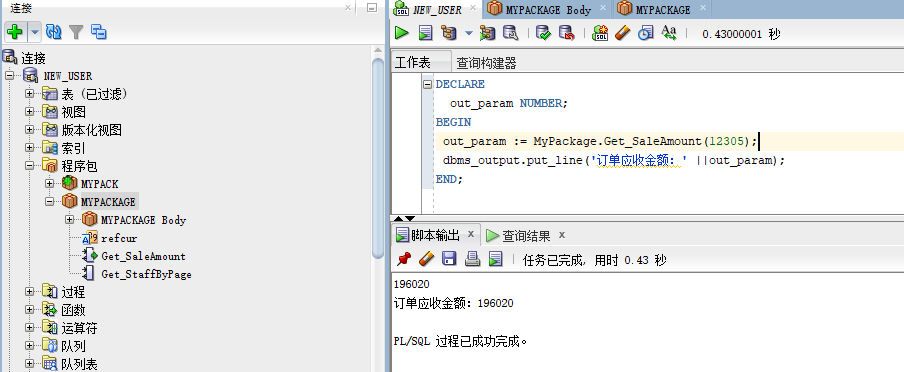 连接
连接
NEW_USER
表 (已过滤)
视图
版本化视图
索引
程序包
MYPACK
MYPACKAGE
MYPACKAGE Body
refcur
Get_SaleAmount
Get_StaffByPage
过程
函数
运算符
队列
队列表
NEW_USER
MYPACKAGE Body
MYPACKAGE
SQL
0.43000001 秒
工作表
查询构建器
DECLARE
out_param NUMBER;
BEGIN
out_param := MyPackage.Get_SaleAmount(12305);
dbms_output.put_line('订单应收金额：' ||out_param);
END;
脚本输出 x
查询结果 x
任务已完成, 用时 0.43 秒
196020
订单应收金额：196020
PL/SQL 过程已成功完成。